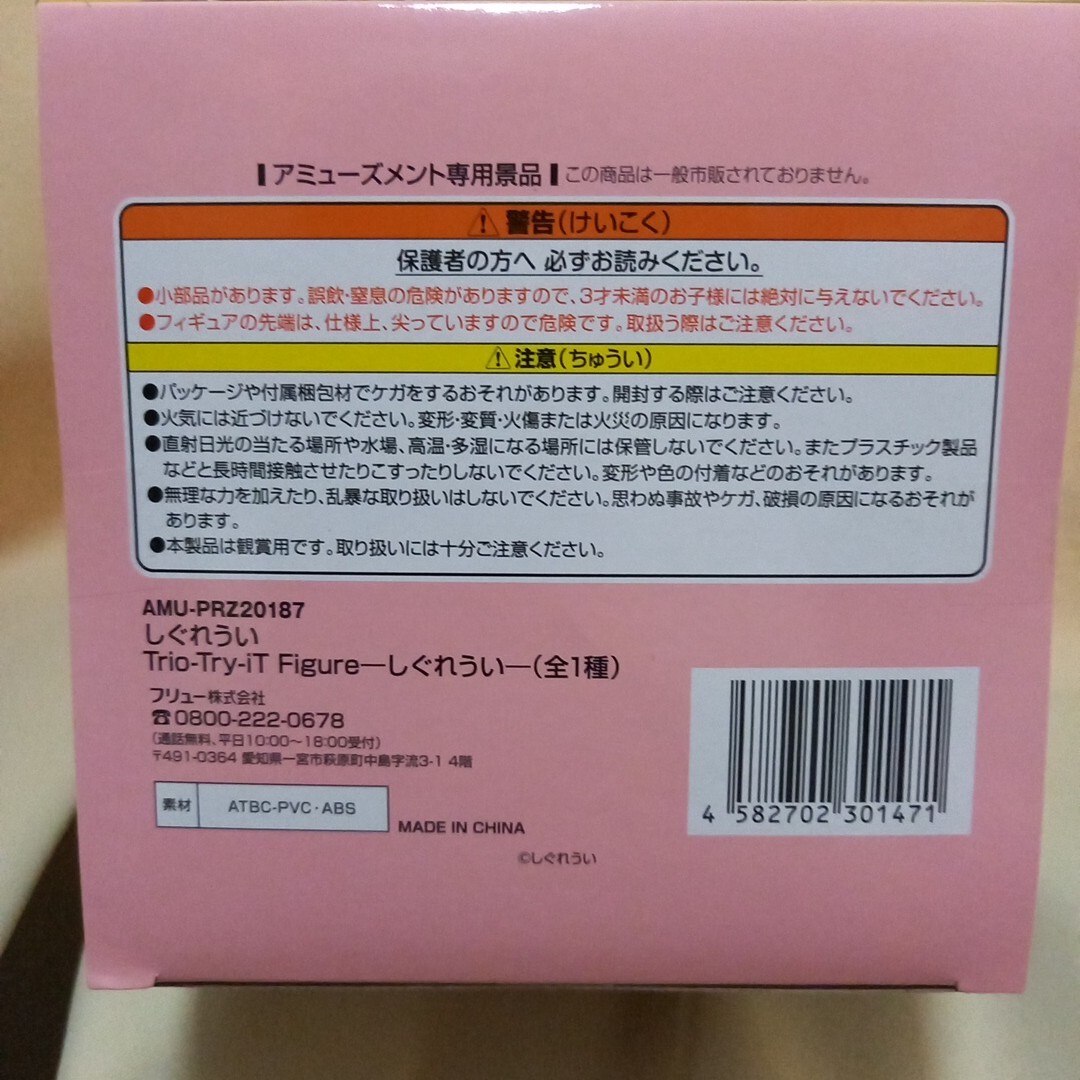 アミューズメント専用景品 この商品は一般市販されておりません。
⚠警告(けいこく)
保護者の方へ 必ずお読みください。
●小部品があります。誤飲・窒息の危険がありますので、3才未満のお子様には絶対に与えないでください。
●フィギュアの先端は、仕様上、尖っていますので危険です。取扱う際はご注意ください。
⚠注意(ちゅうい)
●パッケージや付属梱包材でケガをするおそれがあります。開封する際はご注意ください。
●火気には近づけないでください。変形・変質・火傷または火災の原因になります。
●直射日光の当たる場所や水場、高温・多湿になる場所には保管しないでください。またプラスチック製品
などと長時間接触させたりこすったりしないでください。変形や色の付着などのおそれがあります。
●無理な力を加えたり、乱暴な取り扱いはしないでください。思わぬ事故やケガ、破損の原因になるおそれが
あります。
●本製品は観賞用です。取り扱いには十分ご注意ください。
AMU-PRZ20187
しぐれうい
Trio-Try-iT Figure―しぐれうい―(全1種)
フリュー株式会社
☎0800-222-0678
(通話無料、平日10:00～18:00受付)
〒491-0364 愛知県一宮市萩原町中島字流3-1 4階
素材 ATBC-PVC・ABS
MADE IN CHINA
4 582702 301471
©しぐれうい